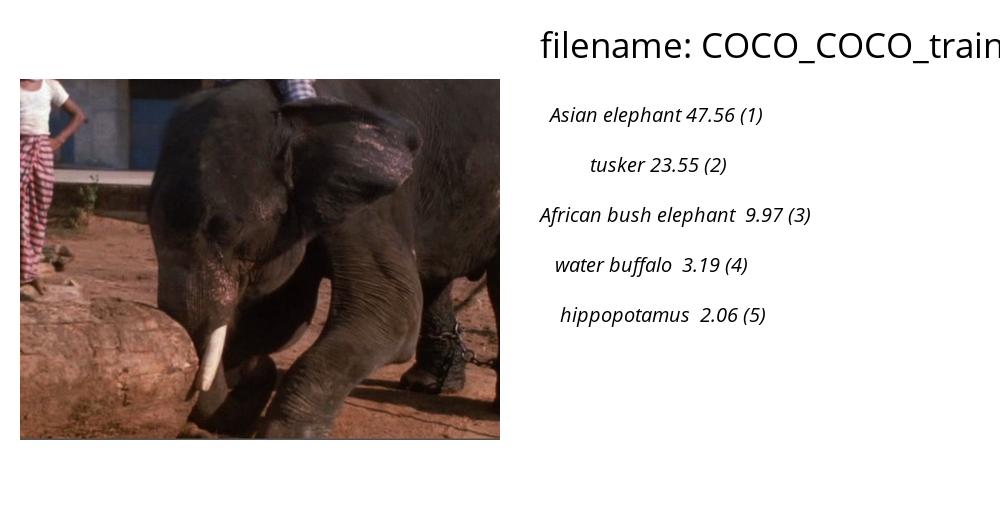 filename: COCO_COCO_train
Asian elephant 47.56 (1)
tusker 23.55 (2)
African bush elephant 9.97 (3)
water buffalo 3.19 (4)
hippopotamus 2.06 (5)